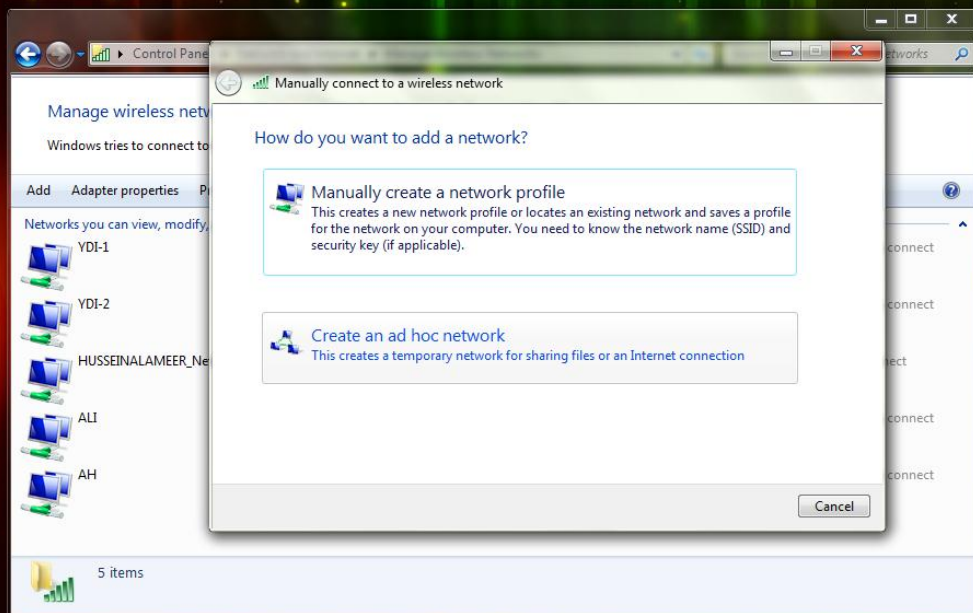 Control Pane
etworks
Manually connect to a wireless network
Manage wireless netw
Windows tries to connect to
How do you want to add a network?
Add Adapter properties P
Manually create a network profile
This creates a new network profile or locates an existing network and saves a profile
for the network on your computer. You need to know the network name (SSID) and
security key (if applicable).
Networks you can view, modify,
YDI-1
connect
YDI-2
connect
Create an ad hoc network
This creates a temporary network for sharing files or an Internet connection
HUSSEINALAMEER_Ne
nect
ALI
connect
AH
connect
Cancel
5 items